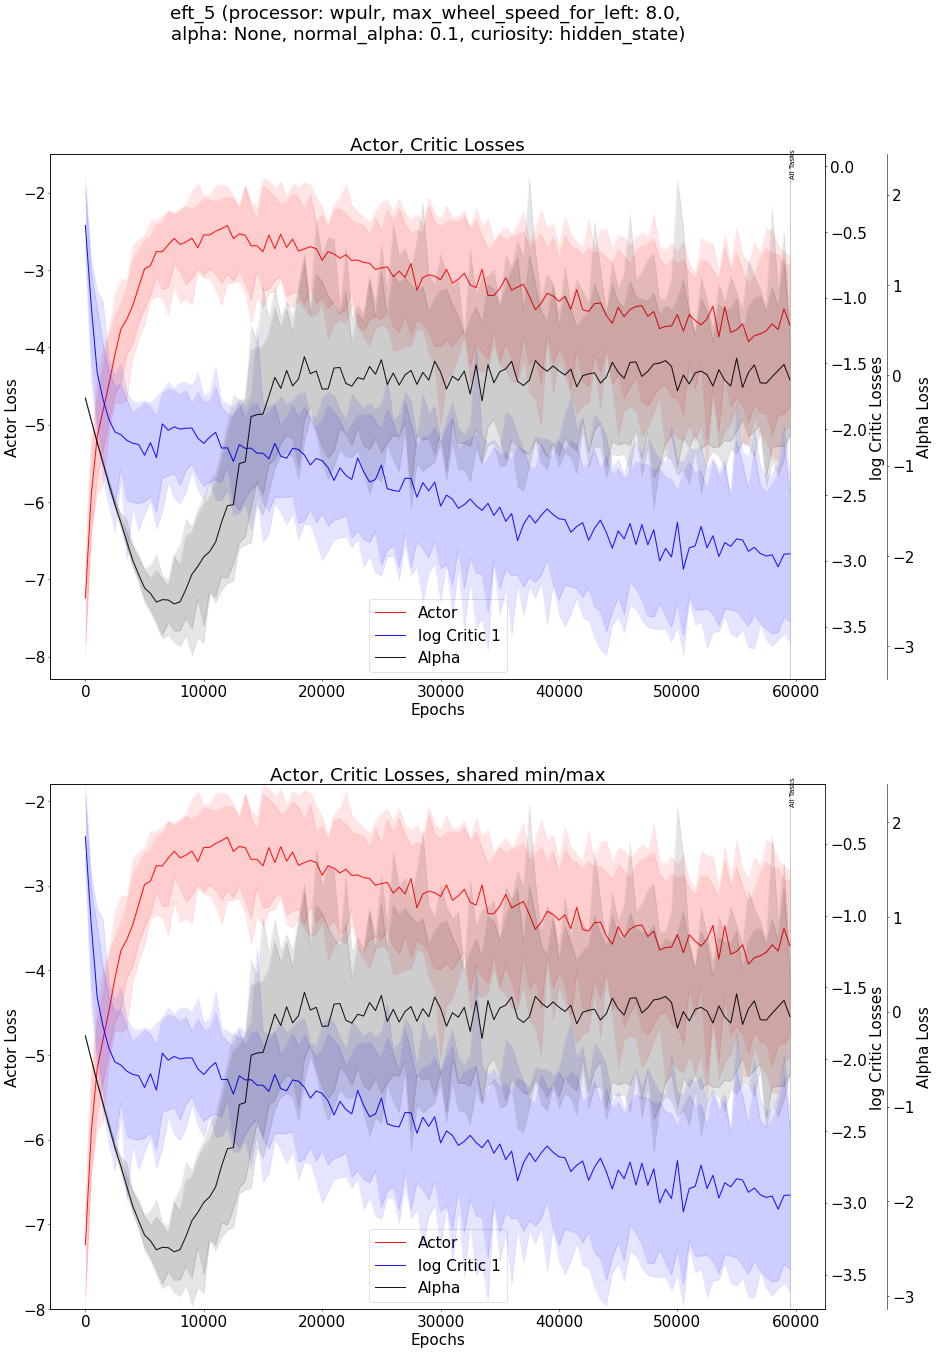 eft_5 (processor: wpulr, max_wheel_speed_for_left: 8.0,
alpha: None, normal_alpha: 0.1, curiosity: hidden_state)
Actor, Critic Losses
All Tasks
−2
−3
−4
−5
−6
−7
−8
Actor Loss
0.0
−0.5
−1.0
−1.5
−2.0
−2.5
−3.0
−3.5
log Critic Losses
2
1
0
−1
−2
−3
Alpha Loss
Actor
log Critic 1
Alpha
0 10000 20000 30000 40000 50000 60000
Epochs
Actor, Critic Losses, shared min/max
All Tasks
−2
−3
−4
−5
−6
−7
−8
Actor Loss
−0.5
−1.0
−1.5
−2.0
−2.5
−3.0
−3.5
log Critic Losses
2
1
0
−1
−2
−3
Alpha Loss
Actor
log Critic 1
Alpha
0 10000 20000 30000 40000 50000 60000
Epochs